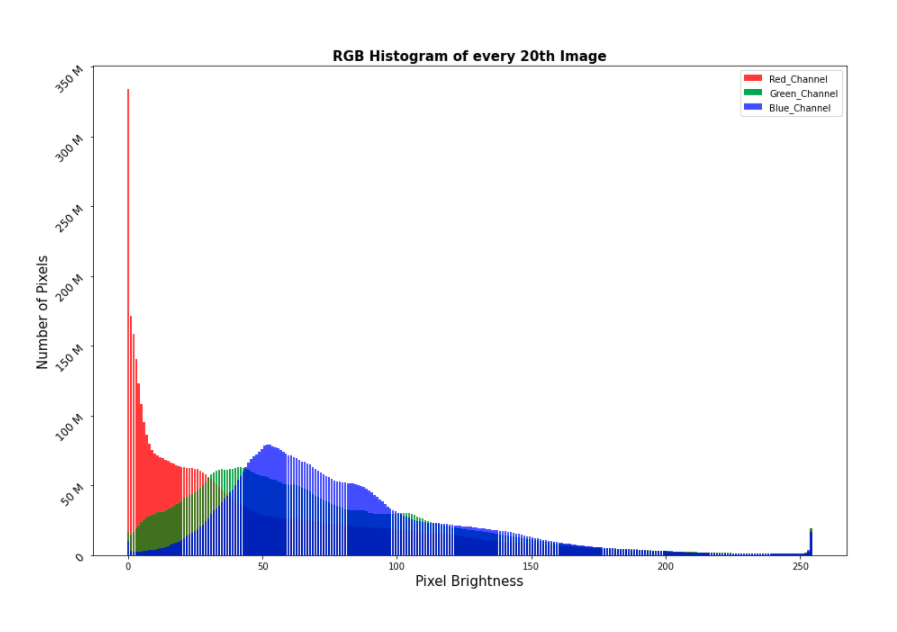 RGB Histogram of every 20th Image
Red_Channel
Green_Channel
Blue_Channel
350 M
300 M
250 M
200 M
150 M
100 M
50 M
0
Number of Pixels
0 50 100 150 200 250
Pixel Brightness